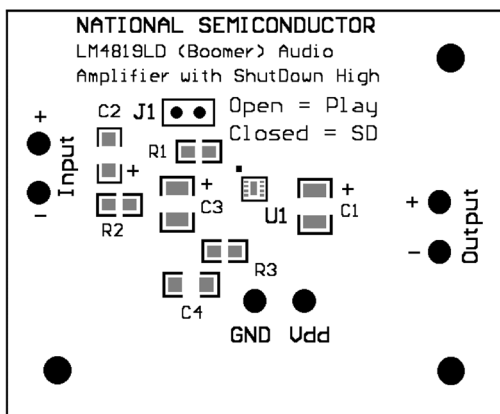 NATIONAL SEMICONDUCTOR
LM4819LD (Boomer) Audio
Amplifier with ShutDown High
C2 J1 Open = Play
Closed = SD
+
R1
Input
+
+
+
C3
U1
C1
+
Output
-
R2
-
R3
C4
GND Vdd